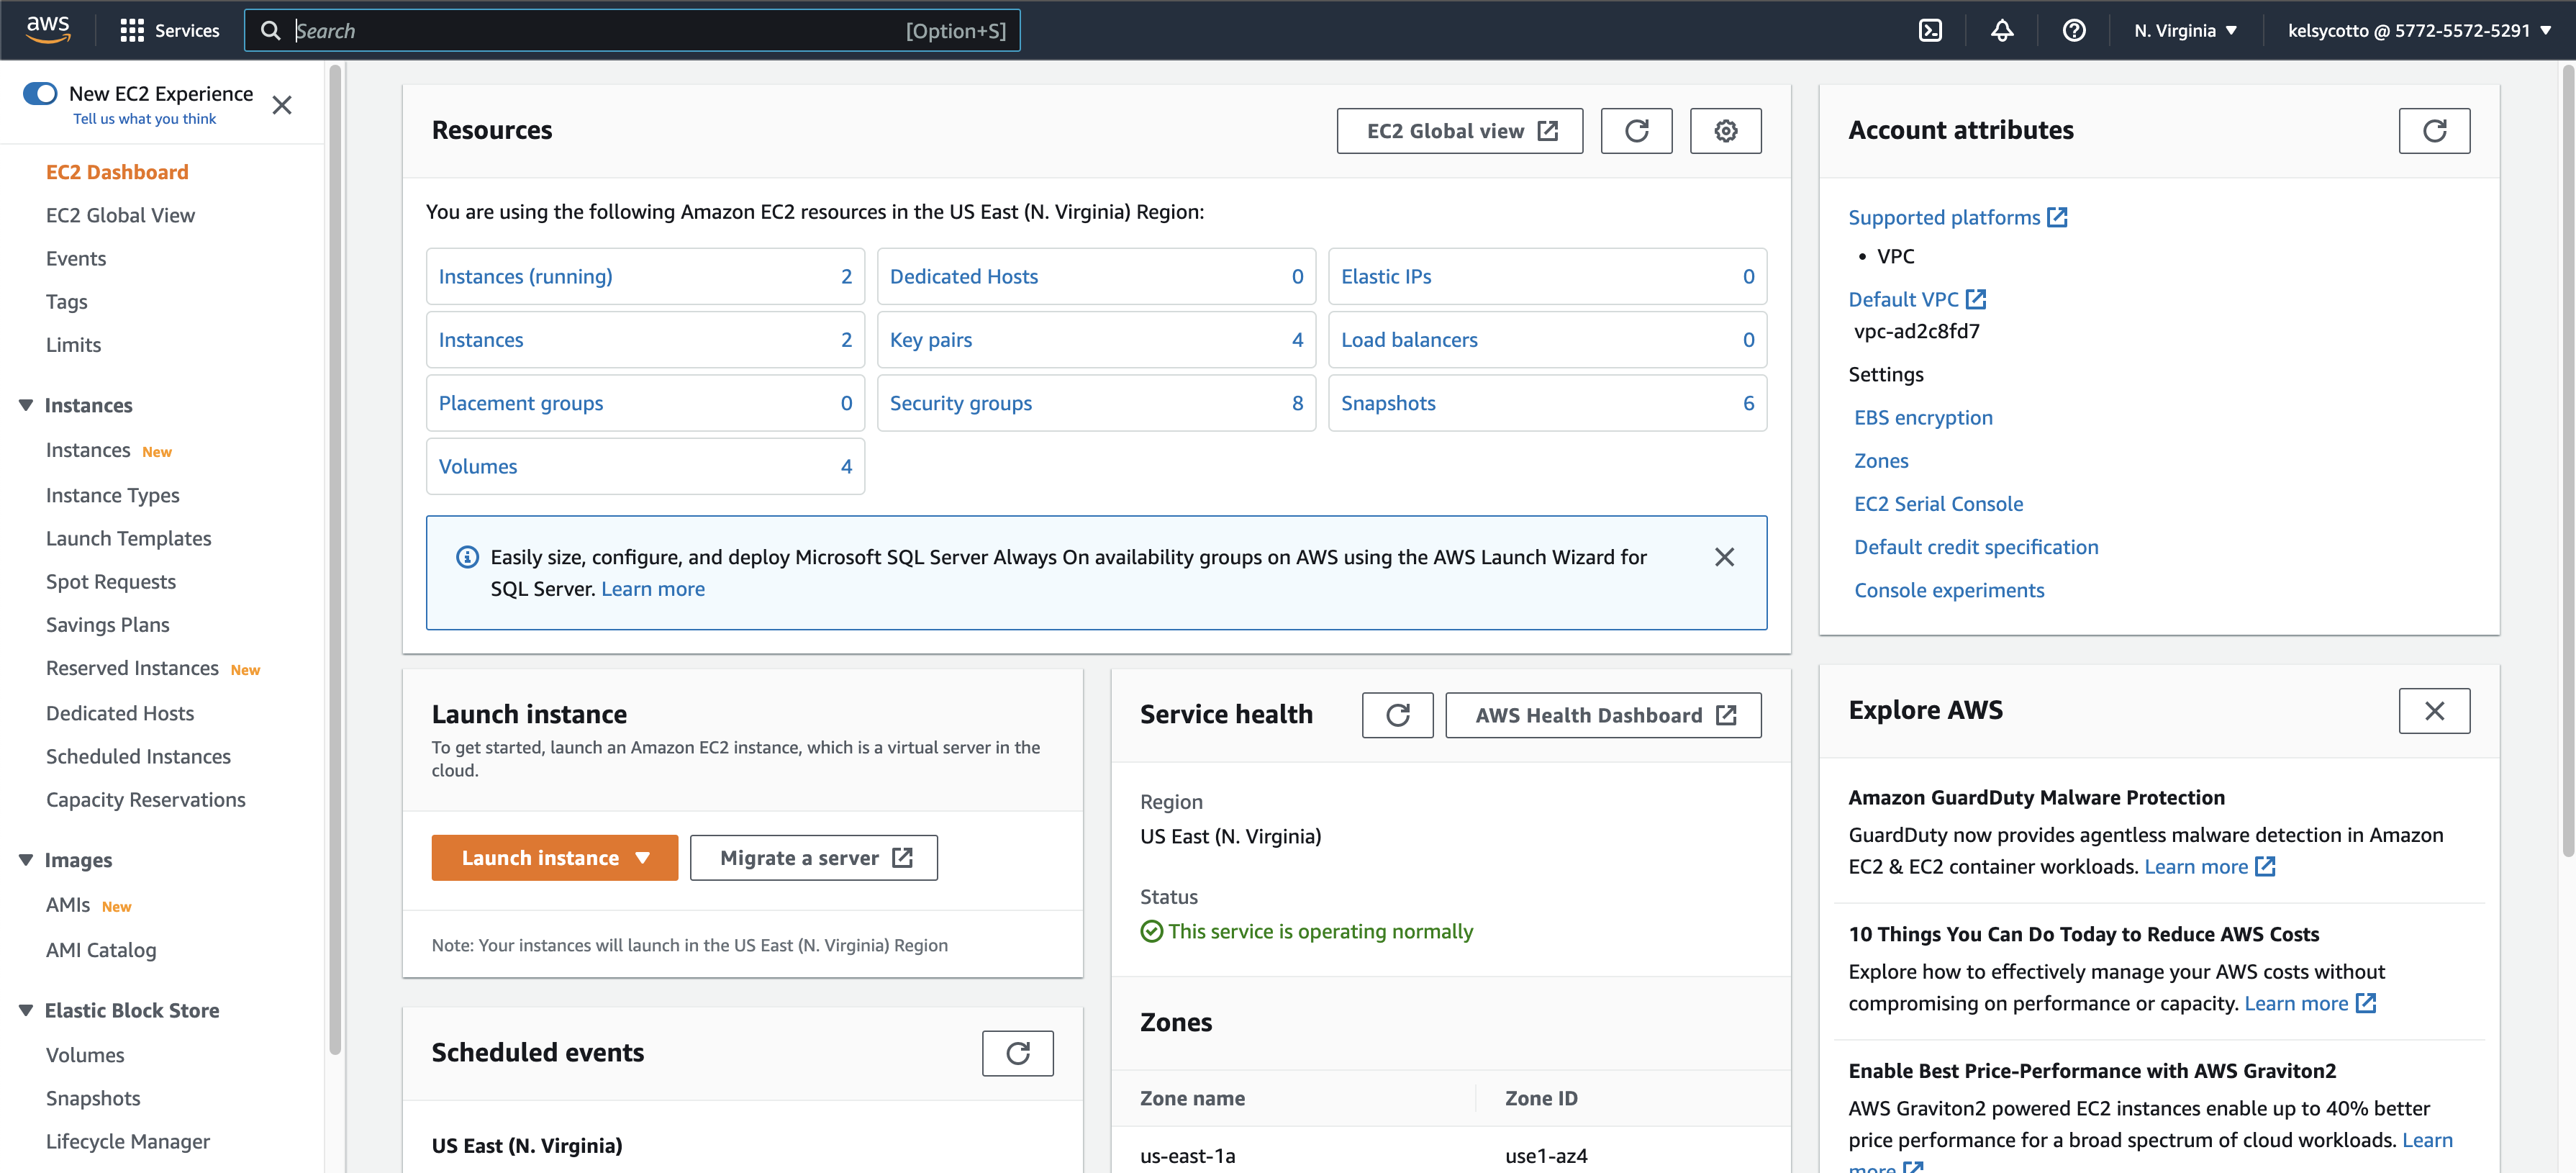 aws
Services
Search
[Option+S]
N. Virginia
kelsycotto @ 5772-5572-5291
New EC2 Experience
Tell us what you think
EC2 Dashboard
EC2 Global View
Events
Tags
Limits
Instances
Instances New
Instance Types
Launch Templates
Spot Requests
Savings Plans
Reserved Instances New
Dedicated Hosts
Scheduled Instances
Capacity Reservations
Images
AMIs New
AMI Catalog
Elastic Block Store
Volumes
Snapshots
Lifecycle Manager
Resources
EC2 Global view
You are using the following Amazon EC2 resources in the US East (N. Virginia) Region:
Instances (running) 2
Dedicated Hosts 0
Elastic IPs 0
Instances 2
Key pairs 4
Load balancers 0
Placement groups 0
Security groups 8
Snapshots 6
Volumes 4
Easily size, configure, and deploy Microsoft SQL Server Always On availability groups on AWS using the AWS Launch Wizard for
SQL Server. Learn more
Launch instance
To get started, launch an Amazon EC2 instance, which is a virtual server in the
cloud.
Launch instance
Migrate a server
Note: Your instances will launch in the US East (N. Virginia) Region
Scheduled events
US East (N. Virginia)
Service health
AWS Health Dashboard
Region
US East (N. Virginia)
Status
This service is operating normally
Zones
Zone name
Zone ID
us-east-1a
use1-az4
Account attributes
Supported platforms
• VPC
Default VPC
vpc-ad2c8fd7
Settings
EBS encryption
Zones
EC2 Serial Console
Default credit specification
Console experiments
Explore AWS
Amazon GuardDuty Malware Protection
GuardDuty now provides agentless malware detection in Amazon
EC2 & EC2 container workloads. Learn more
10 Things You Can Do Today to Reduce AWS Costs
Explore how to effectively manage your AWS costs without
compromising on performance or capacity. Learn more
Enable Best Price-Performance with AWS Graviton2
AWS Graviton2 powered EC2 instances enable up to 40% better
price performance for a broad spectrum of cloud workloads. Learn
more